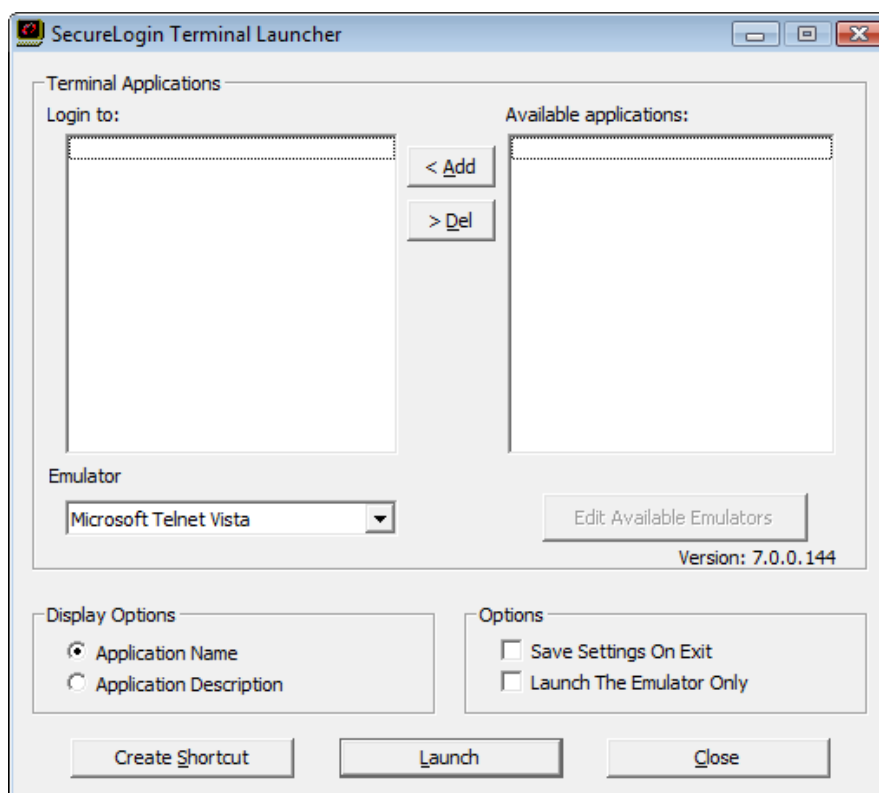 SecureLogin Terminal Launcher
Terminal Applications
Login to:
Available applications:
< Add
> Del
Emulator
Microsoft Telnet Vista
Edit Available Emulators
Version: 7.0.0.144
Display Options
Application Name
Application Description
Options
Save Settings On Exit
Launch The Emulator Only
Create Shortcut
Launch
Close